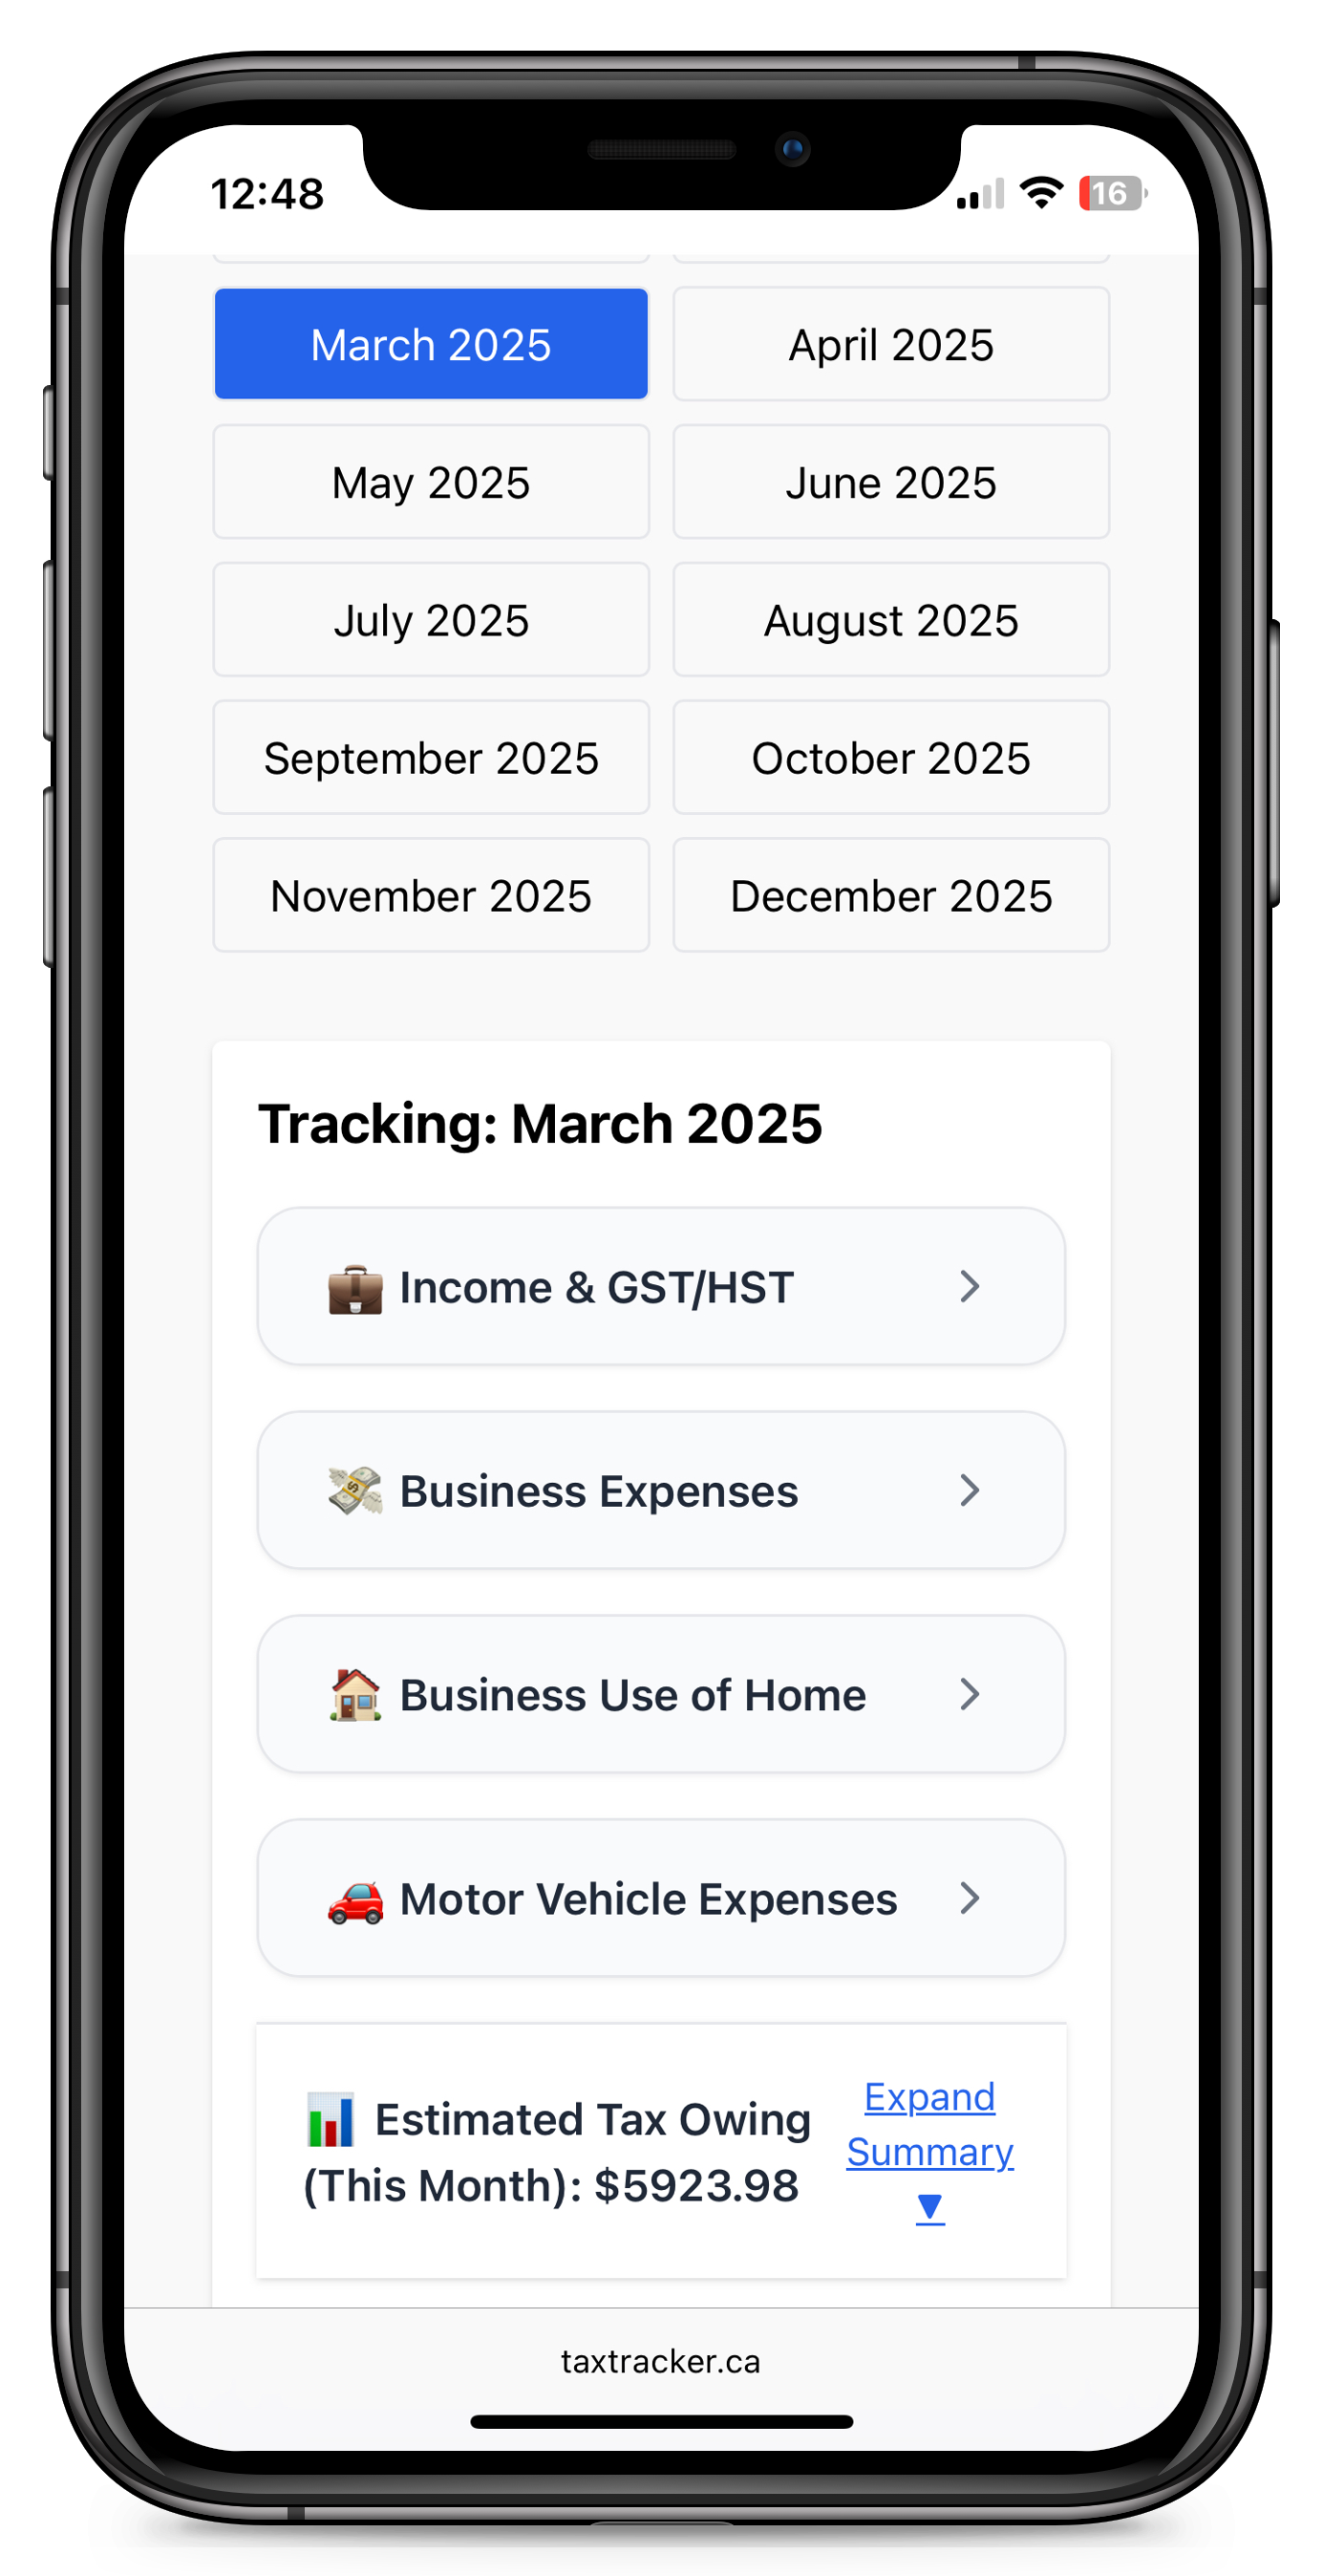 12:48
16
March 2025
April 2025
May 2025
June 2025
July 2025
August 2025
September 2025
October 2025
November 2025
December 2025
Tracking: March 2025
Income & GST/HST
Business Expenses
Business Use of Home
Motor Vehicle Expenses
Estimated Tax Owing
(This Month): $5923.98
Expand
Summary
▼
taxtracker.ca